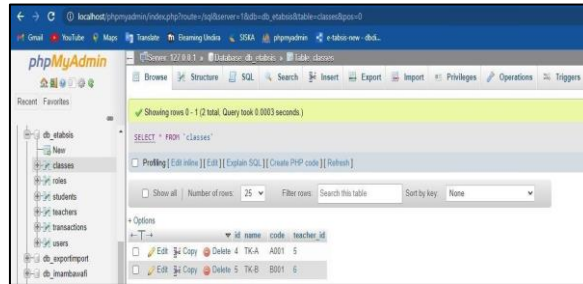 localhost/phpmyadmin/index.php?route=/sql&server=1&db=db_etabsis&table=classes&pos=0
Gmail YouTube Maps Translate Elearning Undira SISKA phpmyadmin e-tabsis-new - dbdi...
phpMyAdmin
Recent Favorites
db_etabsis
New
classes
roles
students
teachers
transactions
users
db_exportimport
db_imambawafi
Server: 127.0.0.1 » Database: db_etabsis » Table: classes
Browse Structure SQL Search Insert Export Import Privileges Operations Triggers
Showing rows 0 - 1 (2 total, Query took 0.0003 seconds.)
SELECT * FROM `classes`
Profiling [ Edit inline ] [ Edit ] [ Explain SQL ] [ Create PHP code ] [ Refresh ]
Show all Number of rows: 25 Filter rows: Search this table Sort by key: None
+ Options
←T→ id name code teacher_id
Edit Copy Delete 4 TK-A A001 5
Edit Copy Delete 5 TK-B B001 6